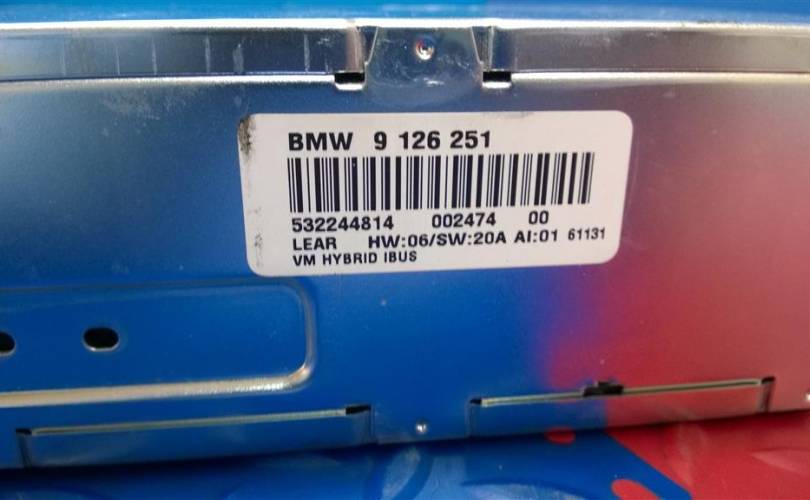 BMW 9 126 251
532244814 002474 00
LEAR HW:06/SW:20A AI:01 61131
VM HYBRID IBUS